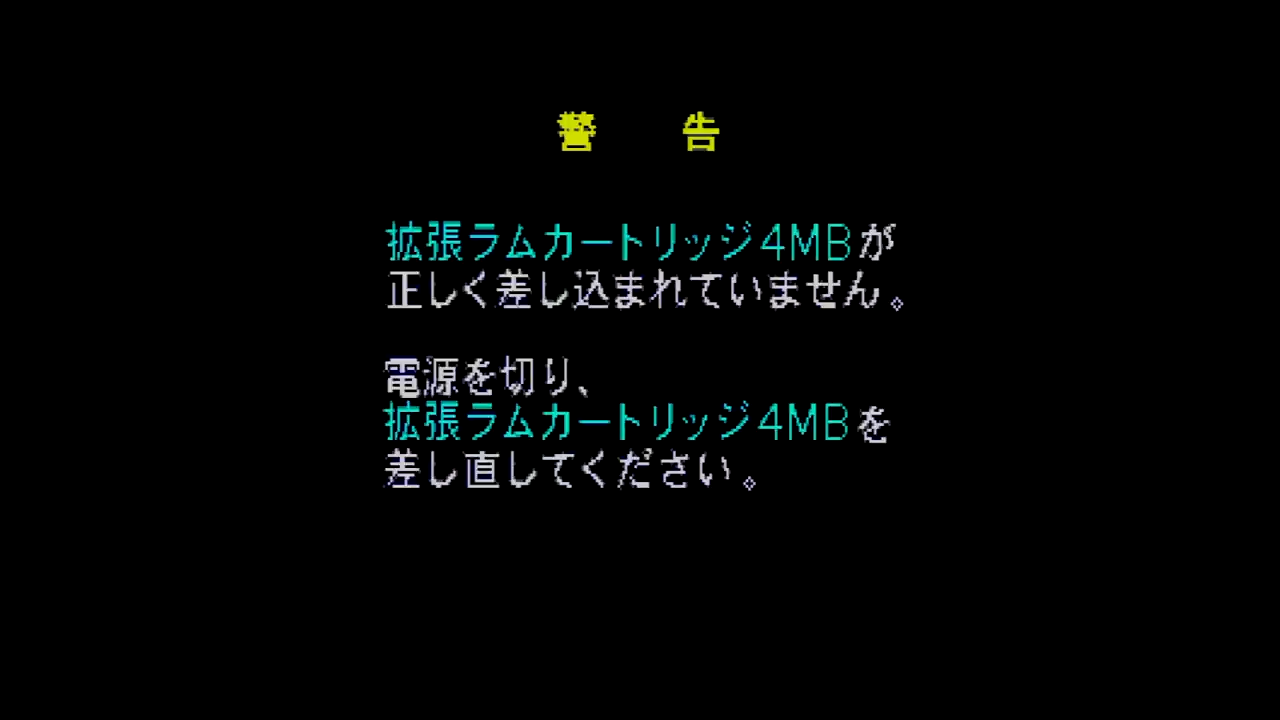 警　告
拡張ラムカートリッジ4MBが
正しく差し込まれていません。
電源を切り、
拡張ラムカートリッジ4MBを
差し直してください。